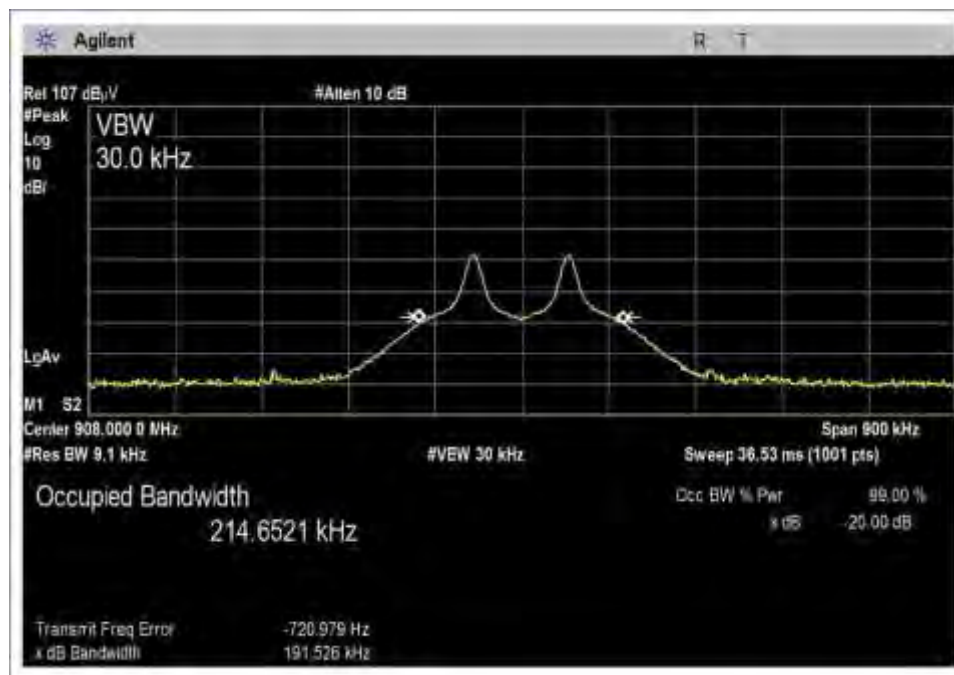 Agilent R T
Ref 107 dBµV #Atten 10 dB
#Peak
Log
10
dB/
VBW
30.0 kHz
LgAv
M1 S2
Center 908.000 0 MHz Span 900 kHz
#Res BW 9.1 kHz #VBW 30 kHz Sweep 36.53 ms (1001 pts)
Occupied Bandwidth
214.6521 kHz
Occ BW % Pwr 99.00 %
x dB -20.00 dB
Transmit Freq Error -720.979 Hz
x dB Bandwidth 191.526 kHz